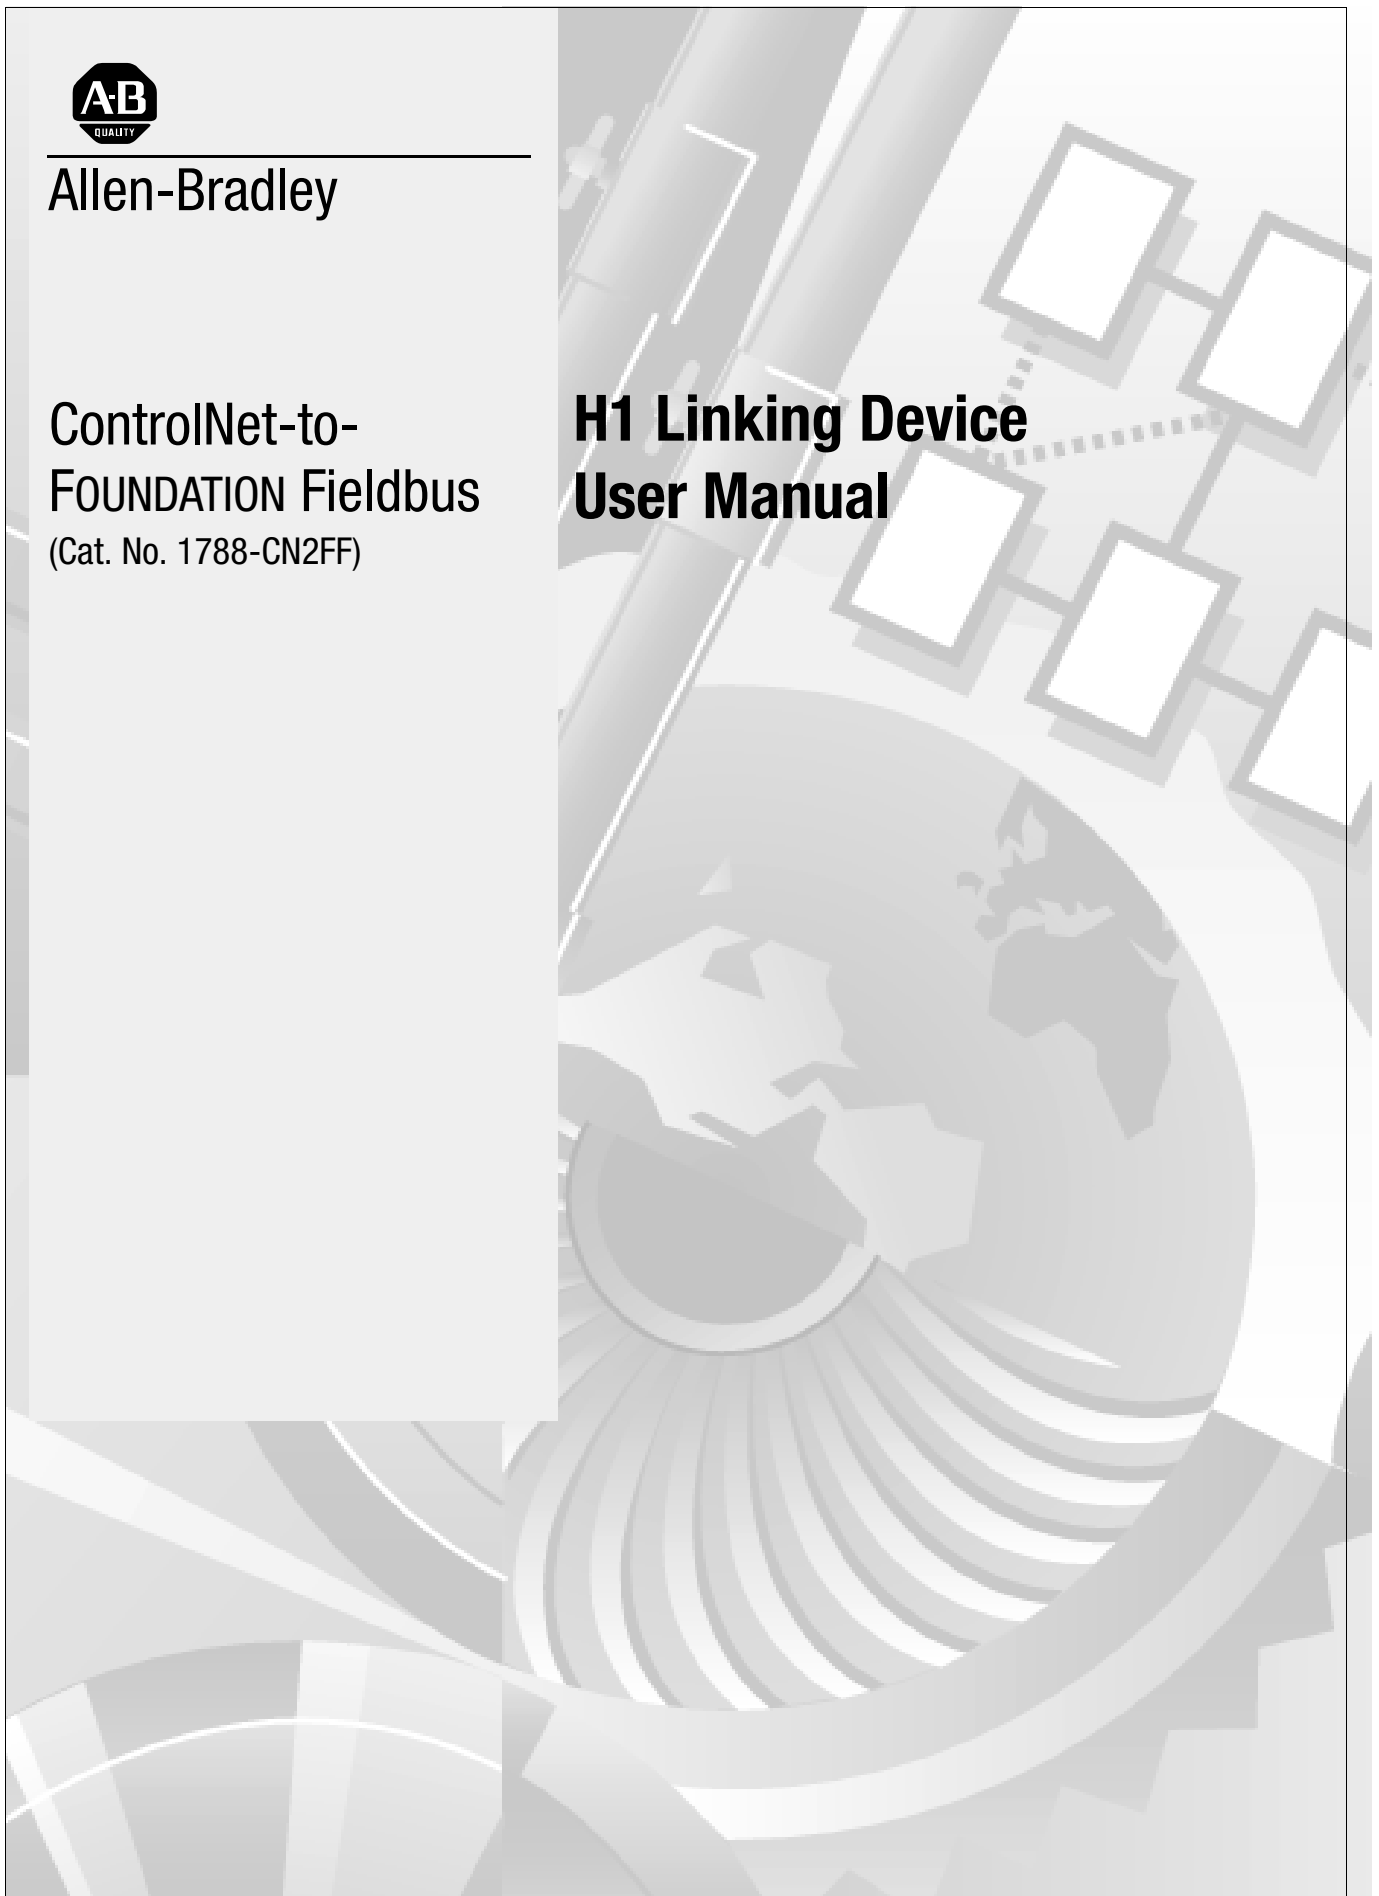 A-B
QUALITY
Allen-Bradley
ControlNet-to-
FOUNDATION Fieldbus
(Cat. No. 1788-CN2FF)
H1 Linking Device
User Manual